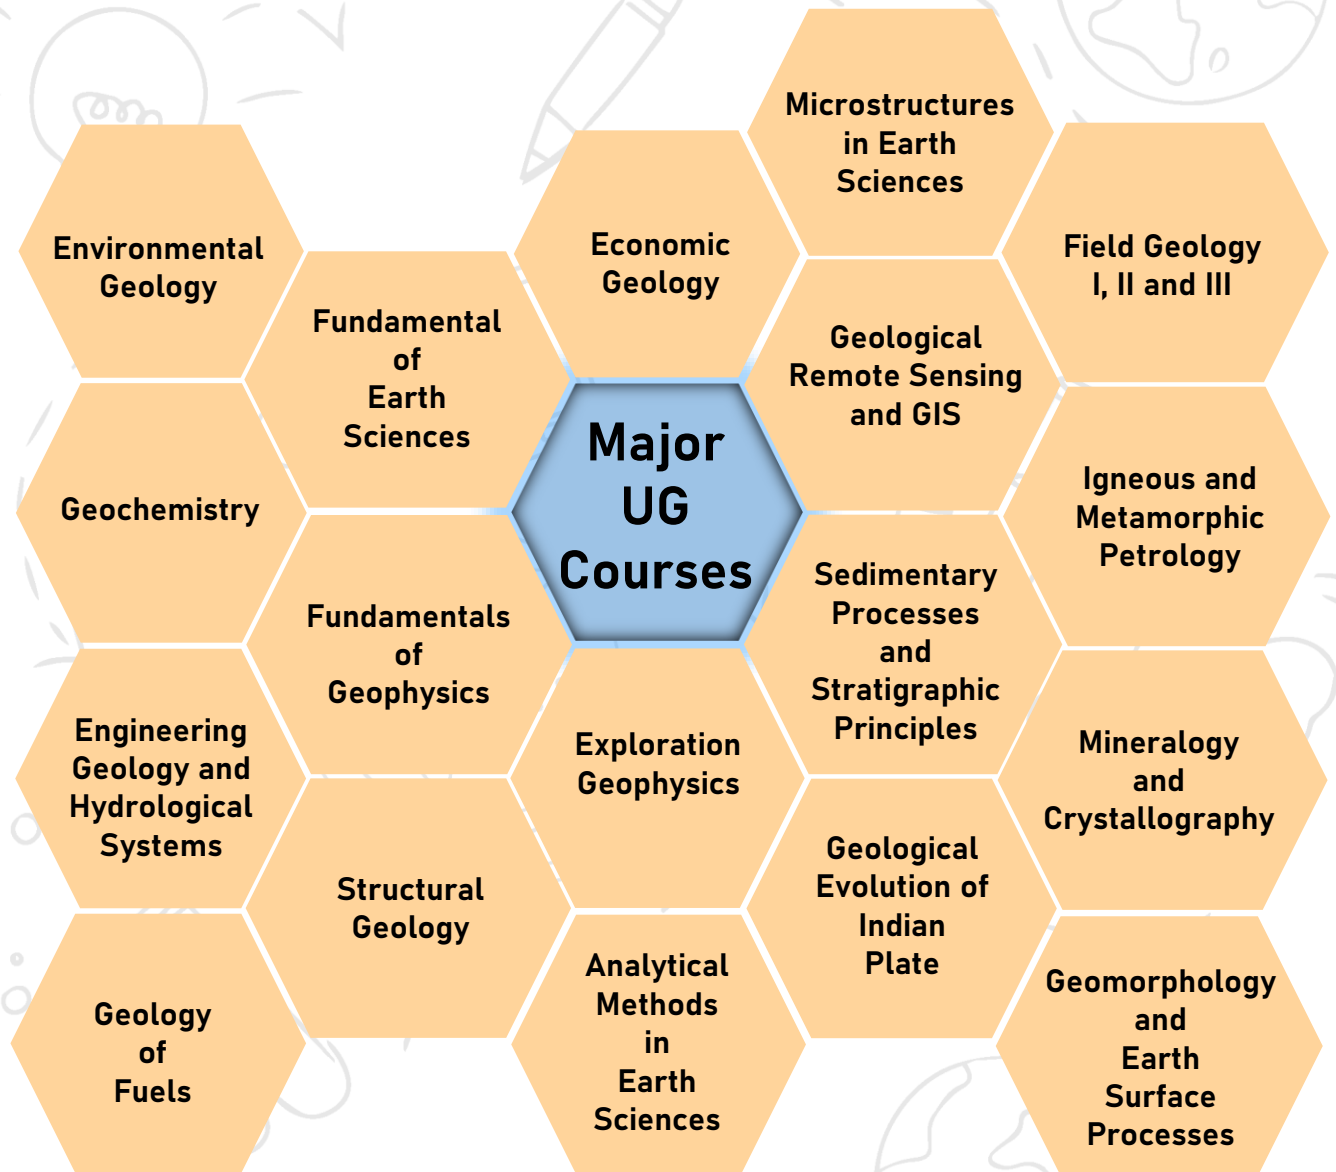 Microstructures
in Earth
Sciences
Environmental
Geology
Economic
Geology
Field Geology
I, II and III
Fundamental
of
Earth
Sciences
Geological
Remote Sensing
and GIS
Major
UG
Courses
Geochemistry
Igneous and
Metamorphic
Petrology
Fundamentals
of
Geophysics
Sedimentary
Processes
and
Stratigraphic
Principles
Engineering
Geology and
Hydrological
Systems
Exploration
Geophysics
Mineralogy
and
Crystallography
Structural
Geology
Geological
Evolution of
Indian
Plate
Geology
of
Fuels
Analytical
Methods
in
Earth
Sciences
Geomorphology
and
Earth
Surface
Processes